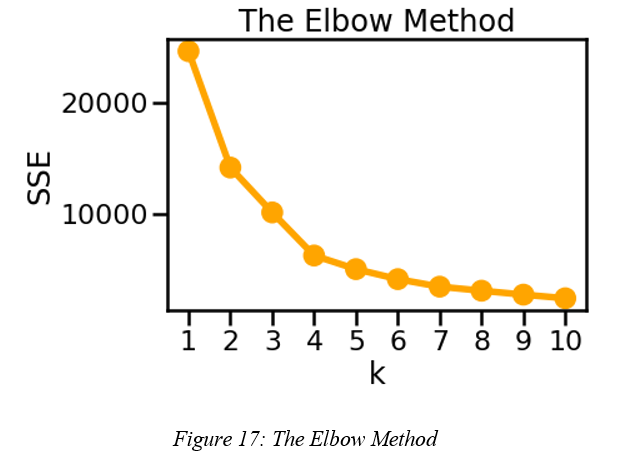 The Elbow Method
20000
10000
SSE
1 2 3 4 5 6 7 8 9 10
k
Figure 17: The Elbow Method